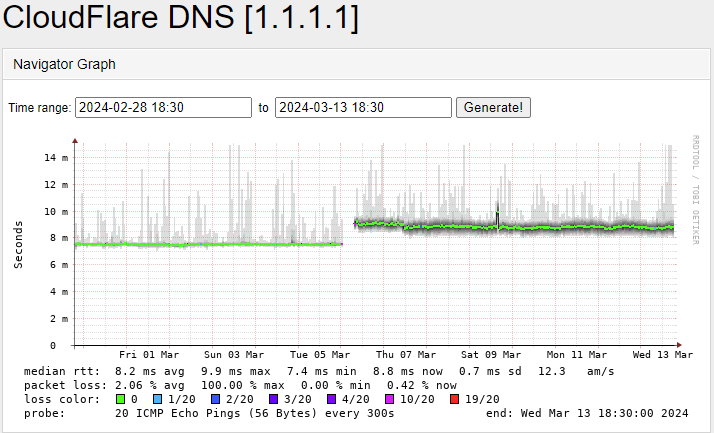 CloudFlare DNS [1.1.1.1]
Navigator Graph
Time range: 2024-02-28 18:30 to 2024-03-13 18:30 Generate!
RRDTOOL / TOBI OETIKER
Seconds
14 m
12 m
10 m
8 m
6 m
4 m
2 m
0
Fri 01 Mar Sun 03 Mar Tue 05 Mar Thu 07 Mar Sat 09 Mar Mon 11 Mar Wed 13 Mar
median rtt: 8.2 ms avg 9.9 ms max 7.4 ms min 8.8 ms now 0.7 ms sd 12.3 am/s
packet loss: 2.06 % avg 100.00 % max 0.00 % min 0.42 % now
loss color: 0 1/20 2/20 3/20 4/20 10/20 19/20
probe: 20 ICMP Echo Pings (56 Bytes) every 300s end: Wed Mar 13 18:30:00 2024